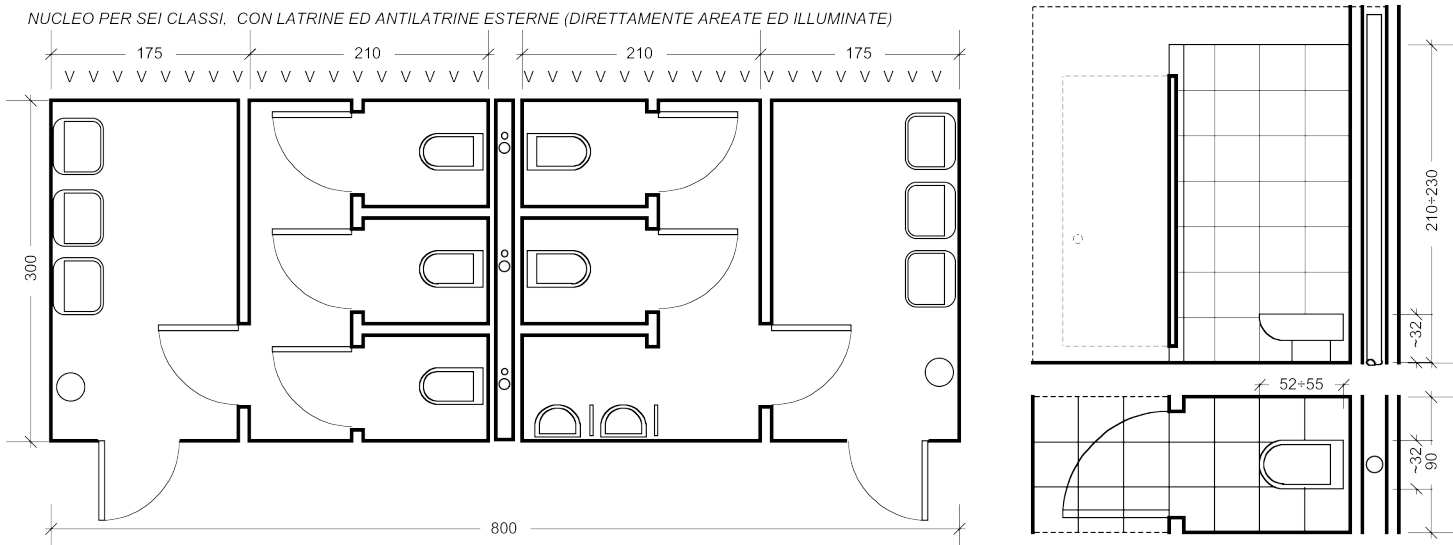 NUCLEO PER SEI CLASSI, CON LATRINE ED ANTILATRINE ESTERNE (DIRETTAMENTE AREATE ED ILLUMINATE)
175 210 210 175
V V V V V V V V V V V V V V V V V V V V V V V V V V V V V V V V V V V V
300
800
210÷230
~32
52÷55
~32
90